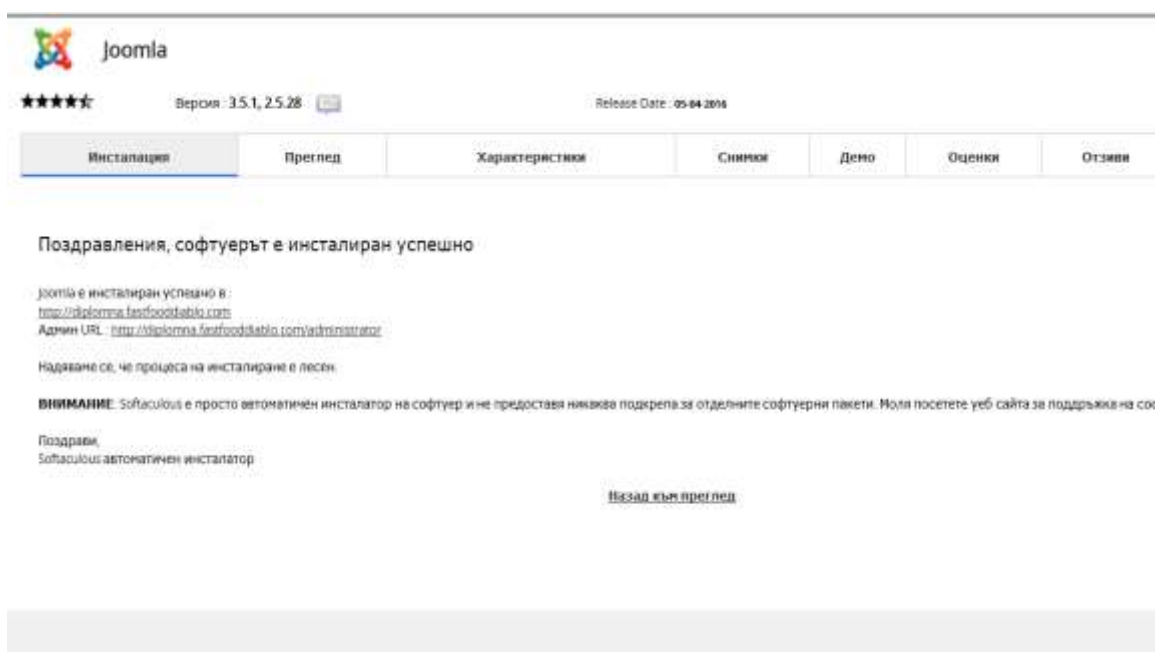 Joomla
Версия : 3.5.1, 2.5.28
Release Date : 05-04-2016
Инсталация Преглед Характеристики Снимки Демо Оценки Отзиви
Поздравления, софтуерът е инсталиран успешно
Joomla е инсталиран успешно в :
http://diplomna.fastfooddiablo.com
Админ URL : http://diplomna.fastfooddiablo.com/administrator
Надяваме се, че процеса на инсталиране е лесен.
ВНИМАНИЕ: Softaculous е просто автоматичен инсталатор на софтуер и не предоставя никаква подкрепа за отделните софтуерни пакети. Моля посетете уеб сайта за поддръжка на
Поздрави,
Softaculous автоматичен инсталатор
Назад към преглед